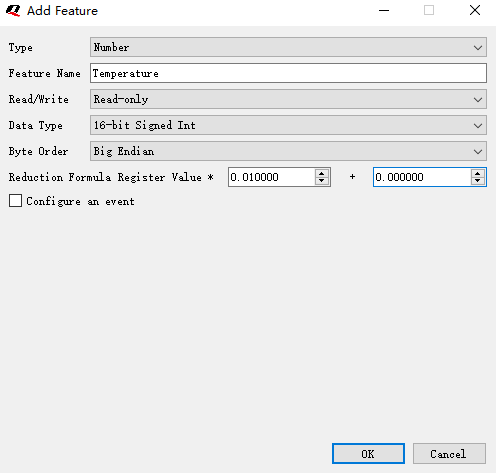 Add Feature
Type Number
Feature Name Temperature
Read/Write Read-only
Data Type 16-bit Signed Int
Byte Order Big Endian
Reduction Formula Register Value * 0.010000 + 0.000000
Configure an event
OK Cancel